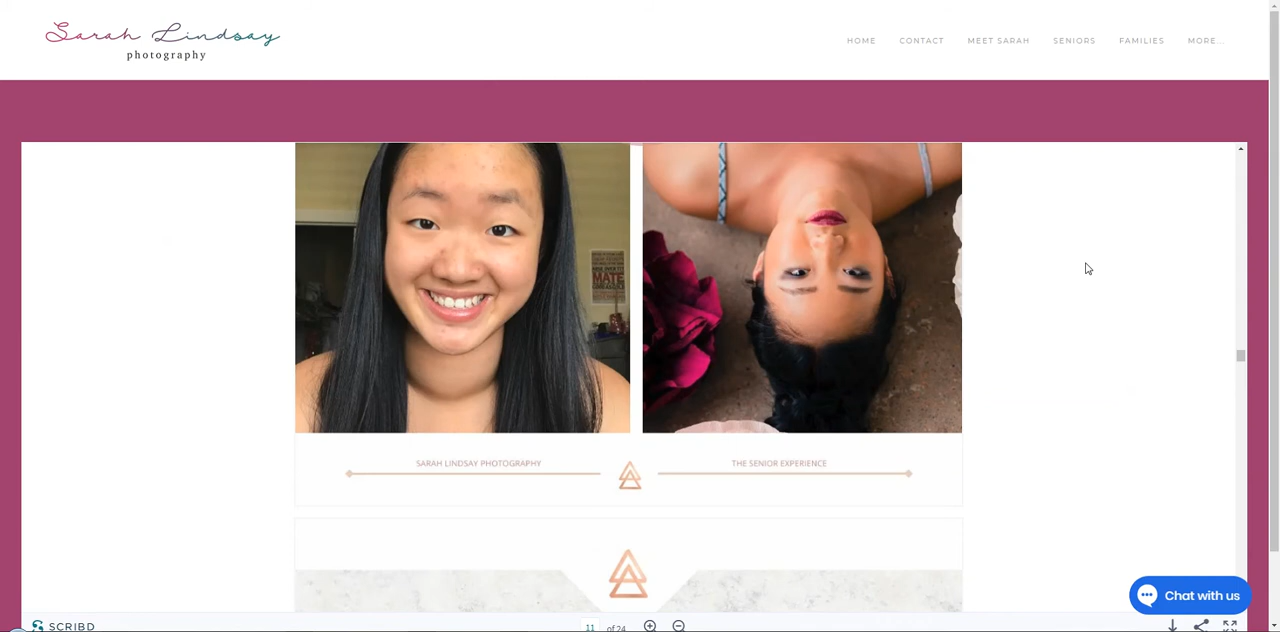 Sarah Lindsay
photography
HOME CONTACT MEET SARAH SENIORS FAMILIES MORE...
MATE
SARAH LINDSAY PHOTOGRAPHY THE SENIOR EXPERIENCE
Chat with us
SCRIBD 11 of 24